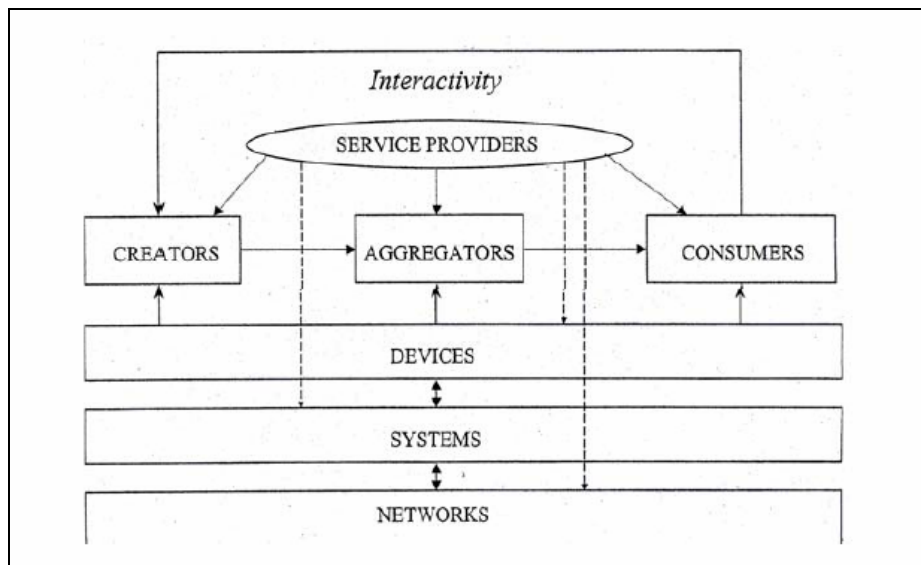 Interactivity
SERVICE PROVIDERS
CREATORS
AGGREGATORS
CONSUMERS
DEVICES
SYSTEMS
NETWORKS